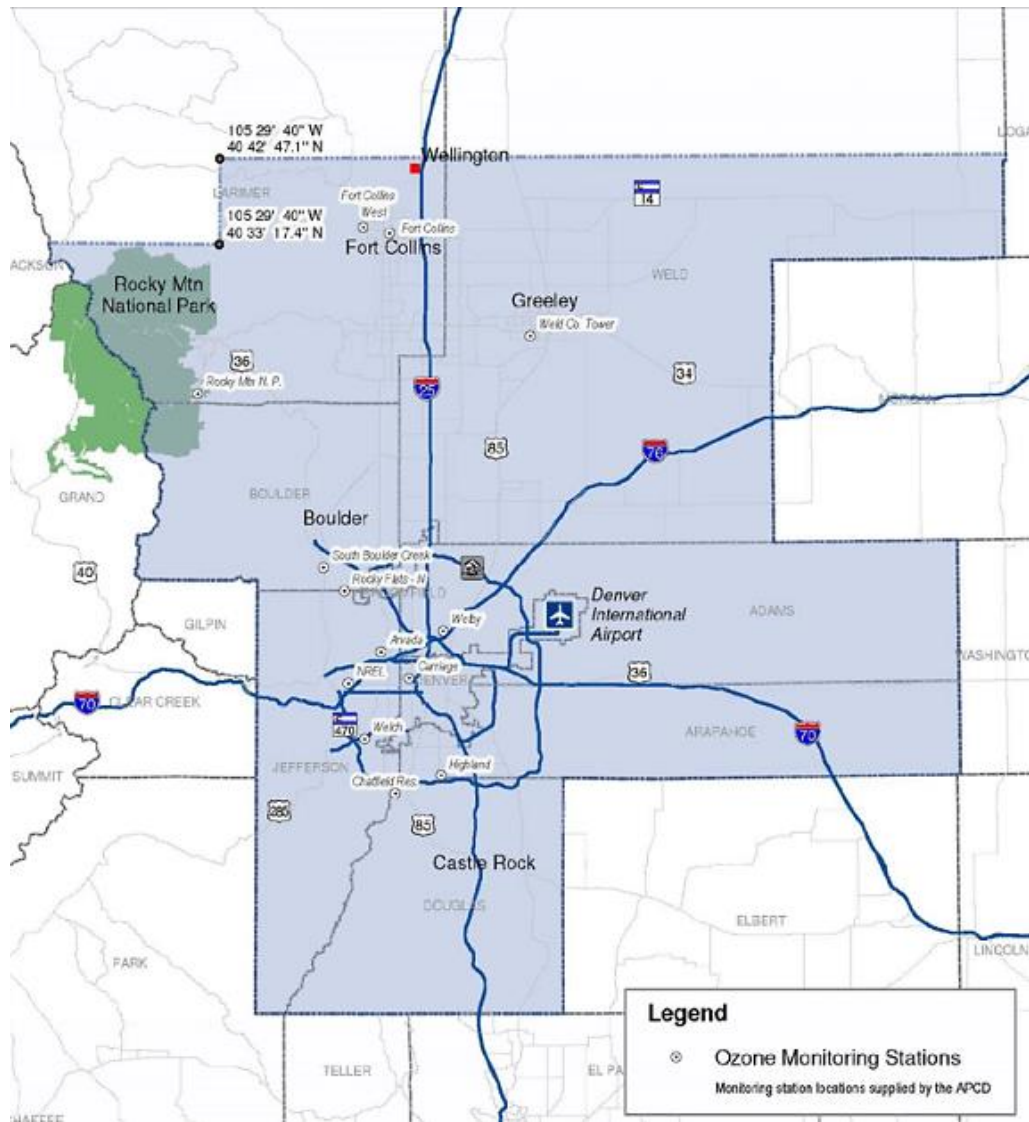 105 29' 40" W
40 42' 47.1" N
Wellington
LARIMER
14
Fort Collins
West
Fort Collins
105 29' 40" W
40 33' 17.4" N
Fort Collins
ACKSON
WELD
Rocky Mtn
National Park
Greeley
Weld Co. Tower
36
34
Rocky Mtn N. P.
25
MORGAN
85
76
GRAND
BOULDER
Boulder
South Boulder Creek
40
Rocky Flats - N
Denver
International
Airport
ADAMS
GILPIN
Welby
Arvada
WASHINGTON
NREL
Carriage
DENVER
36
70
CLEAR CREEK
470
Welch
ARAPAHOE
70
SUMMIT
JEFFERSON
Highland
Chatfield Res.
285
85
Castle Rock
DOUGLAS
ELBERT
PARK
LINCOLN
Legend
Ozone Monitoring Stations
Monitoring station locations supplied by the APCD
TELLER
EL PA